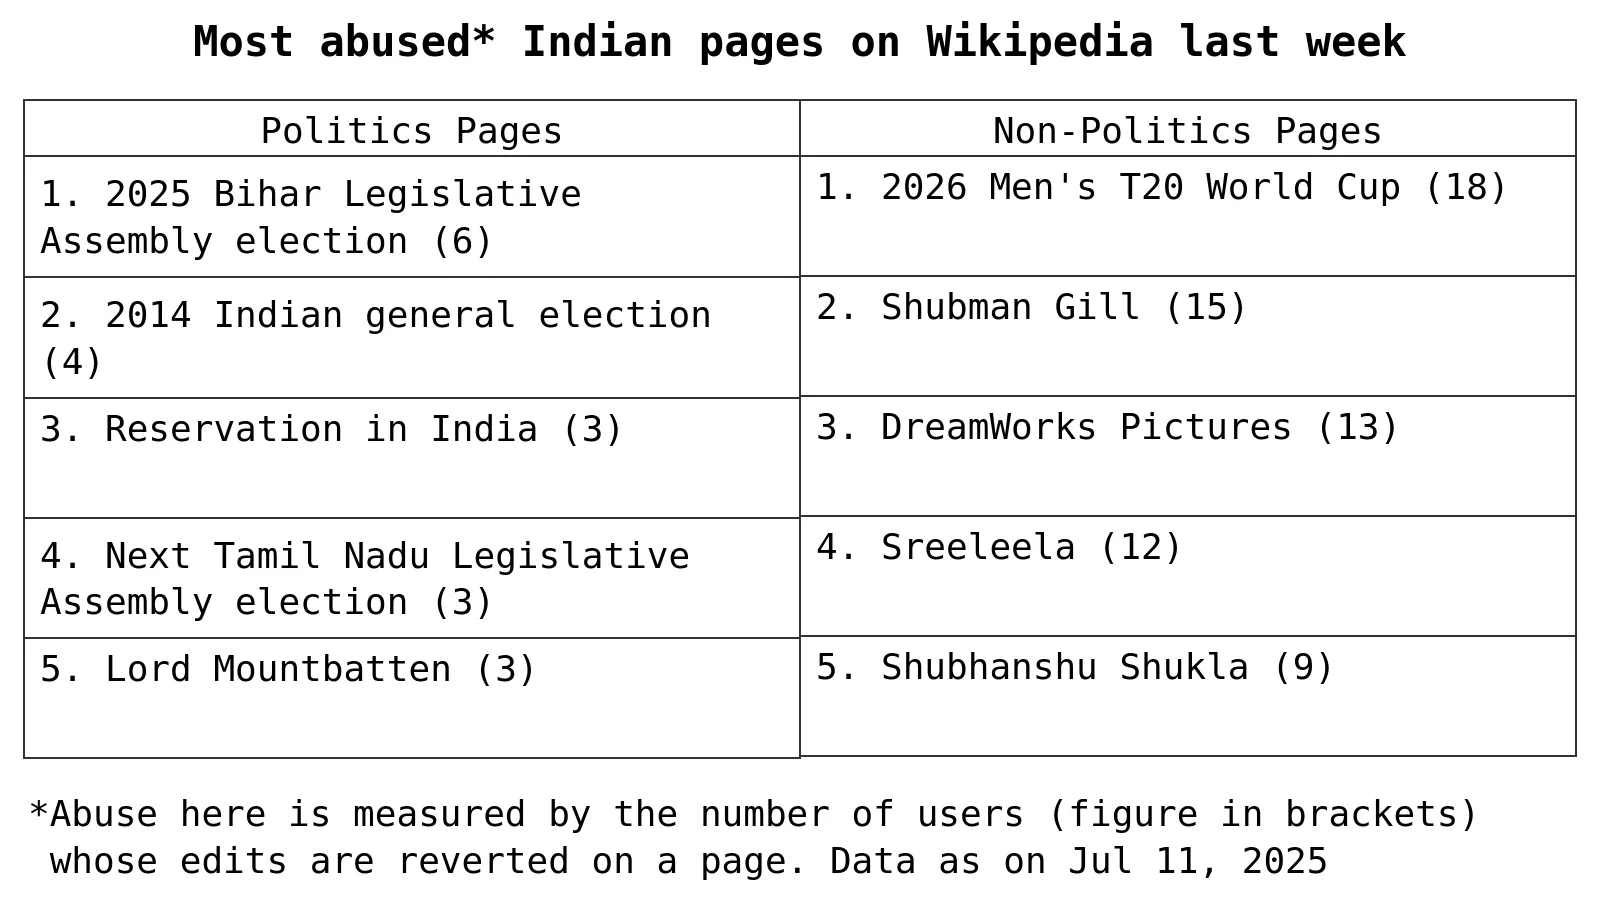 Most abused* Indian pages on Wikipedia last week
Politics Pages
1. 2025 Bihar Legislative
Assembly election (6)
2. 2014 Indian general election
(4)
3. Reservation in India (3)
4. Next Tamil Nadu Legislative
Assembly election (3)
5. Lord Mountbatten (3)
Non-Politics Pages
1. 2026 Men's T20 World Cup (18)
2. Shubman Gill (15)
3. DreamWorks Pictures (13)
4. Sreeleela (12)
5. Shubhanshu Shukla (9)
*Abuse here is measured by the number of users (figure in brackets)
whose edits are reverted on a page. Data as on Jul 11, 2025